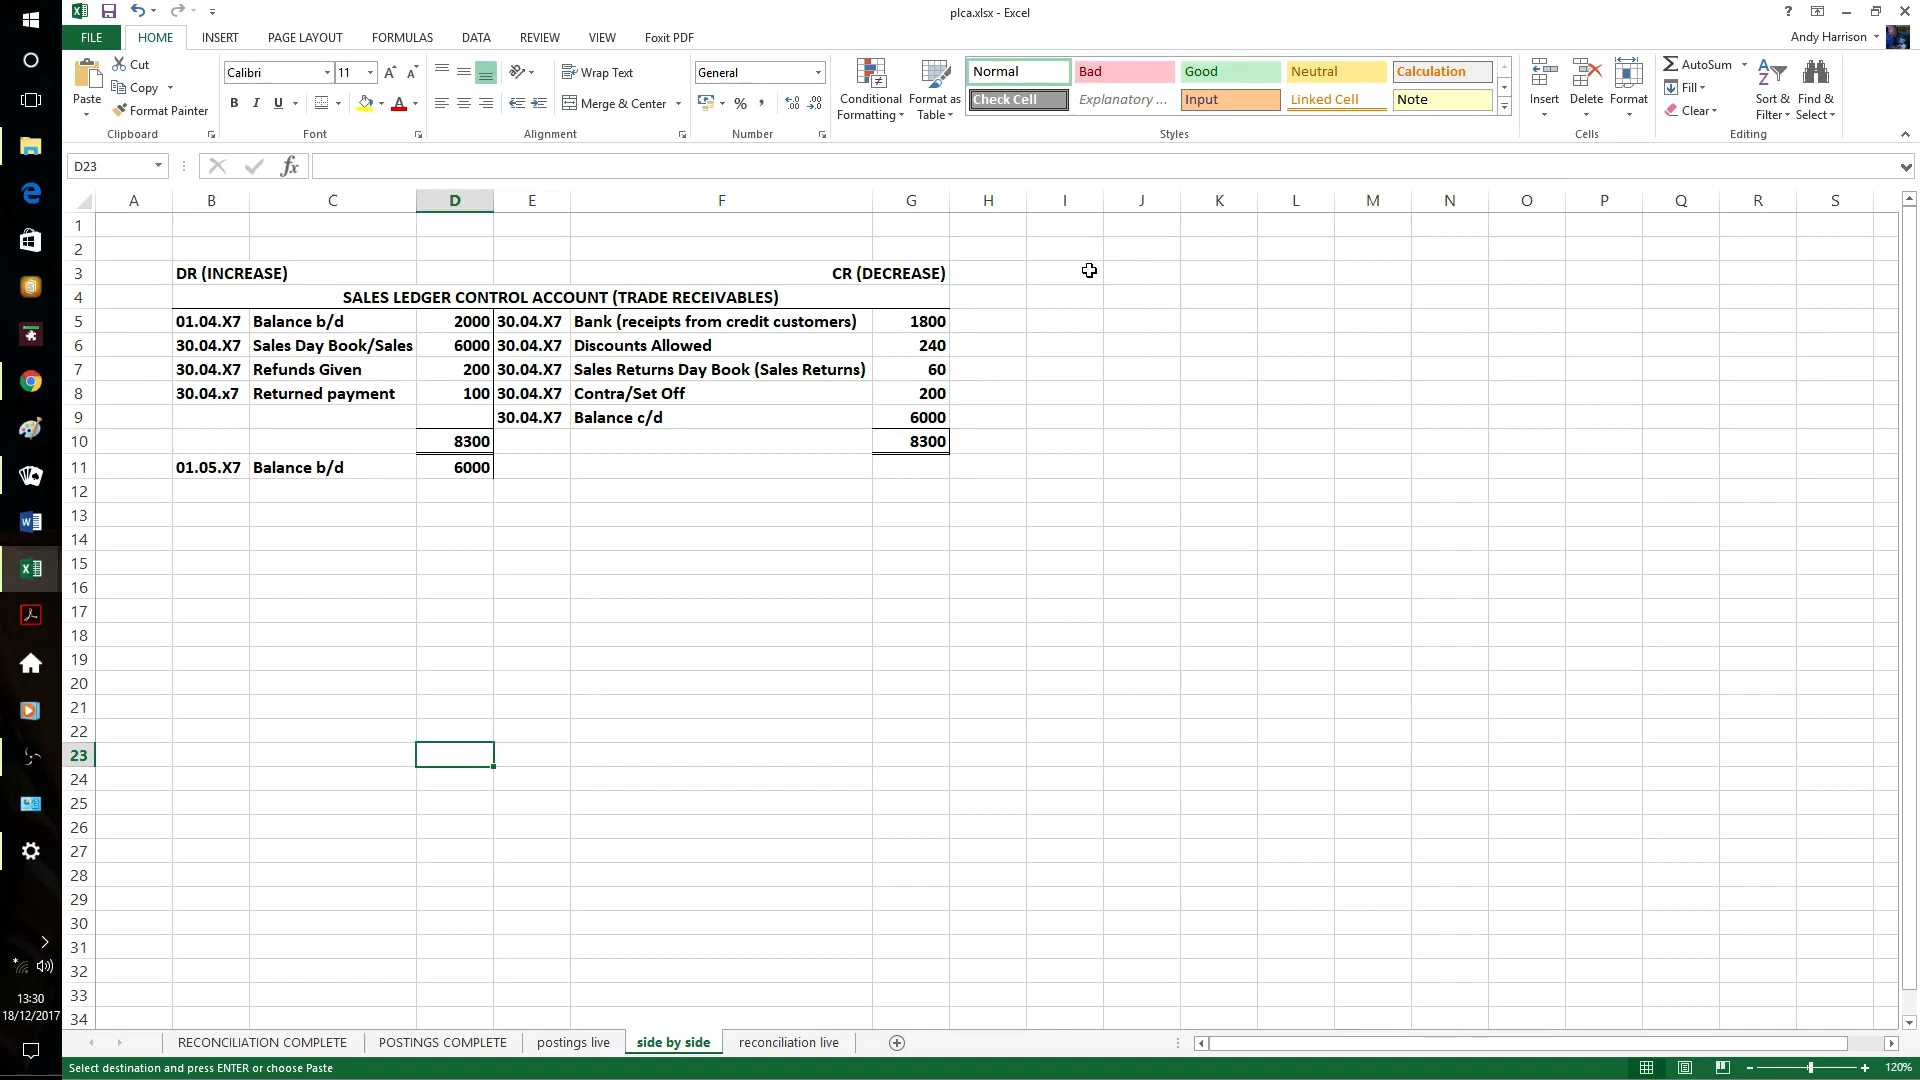 plca.xlsx - Excel
FILE HOME INSERT PAGE LAYOUT FORMULAS DATA REVIEW VIEW Foxit PDF Andy Harrison
Paste
Cut
Copy
Format Painter
Clipboard
Calibri 11
B I U
Font
Wrap Text
Merge & Center
Alignment
General
%
Number
Conditional Formatting
Format as Table
Normal Bad Good Neutral Calculation
Check Cell Explanatory ... Input Linked Cell Note
Styles
Insert Delete Format
Cells
AutoSum
Fill
Clear
Sort & Filter
Find & Select
Editing
D23 fx
A B C D E F G H I J K L M N O P Q R S
1
2
3 DR (INCREASE) CR (DECREASE)
4 SALES LEDGER CONTROL ACCOUNT (TRADE RECEIVABLES)
5 01.04.X7 Balance b/d 2000 30.04.X7 Bank (receipts from credit customers) 1800
6 30.04.X7 Sales Day Book/Sales 6000 30.04.X7 Discounts Allowed 240
7 30.04.X7 Refunds Given 200 30.04.X7 Sales Returns Day Book (Sales Returns) 60
8 30.04.x7 Returned payment 100 30.04.X7 Contra/Set Off 200
9 30.04.X7 Balance c/d 6000
10 8300 8300
11 01.05.X7 Balance b/d 6000
12
13
14
15
16
17
18
19
20
21
22
23
24
25
26
27
28
29
30
31
32
33
34
13:30
18/12/2017
RECONCILIATION COMPLETE POSTINGS COMPLETE postings live side by side reconciliation live
Select destination and press ENTER or choose Paste 120%